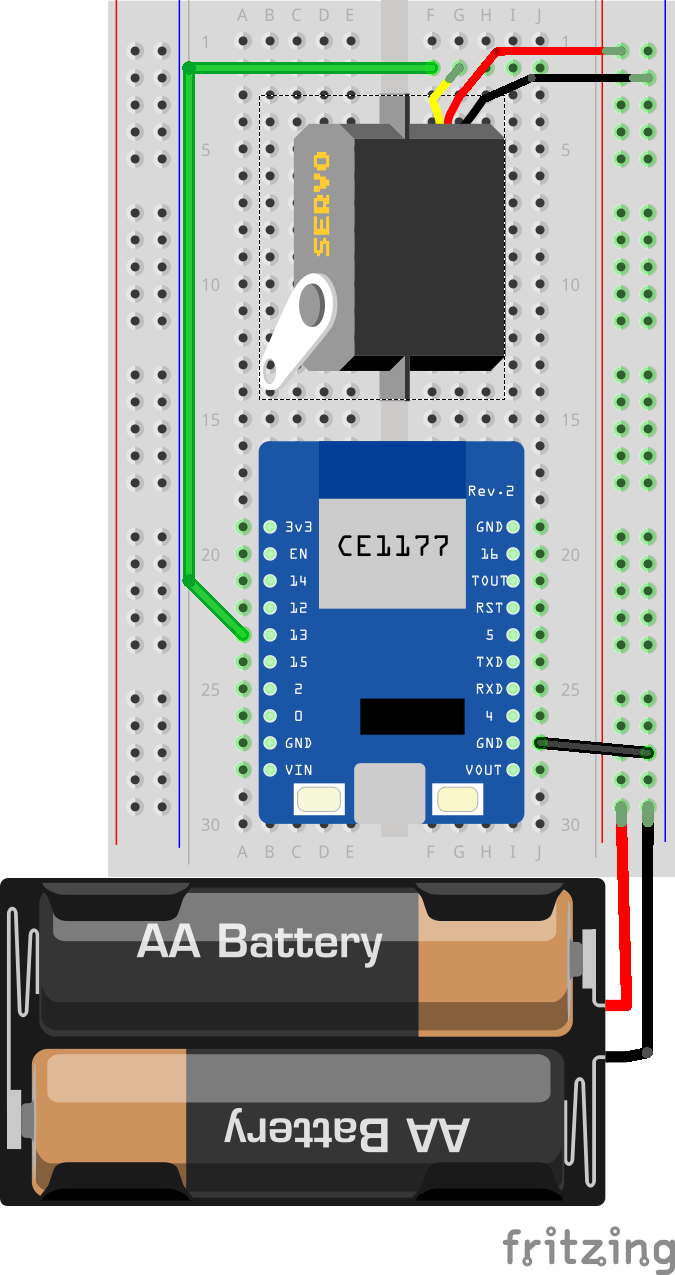 A B C D E F G H I J
1 1
5 5
SERVO
10 10
15 15
Rev.2
CE1177
3v3 GND
EN 16
20 20
14 TOUT
12 RST
13 5
15 TXD
25 2 RXD 25
0 4
GND GND
VIN VOUT
30 30
A B C D E F G H I J
AA Battery
AA Battery
fritzing